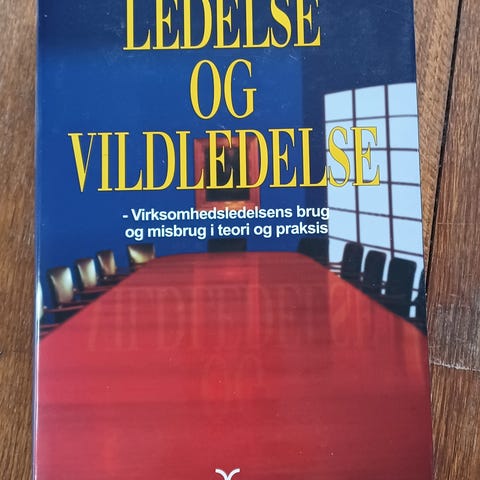 LEDELSE
OG
VILDLEDELSE
- Virksomhedsledelsens brug
og misbrug i teori og praksis